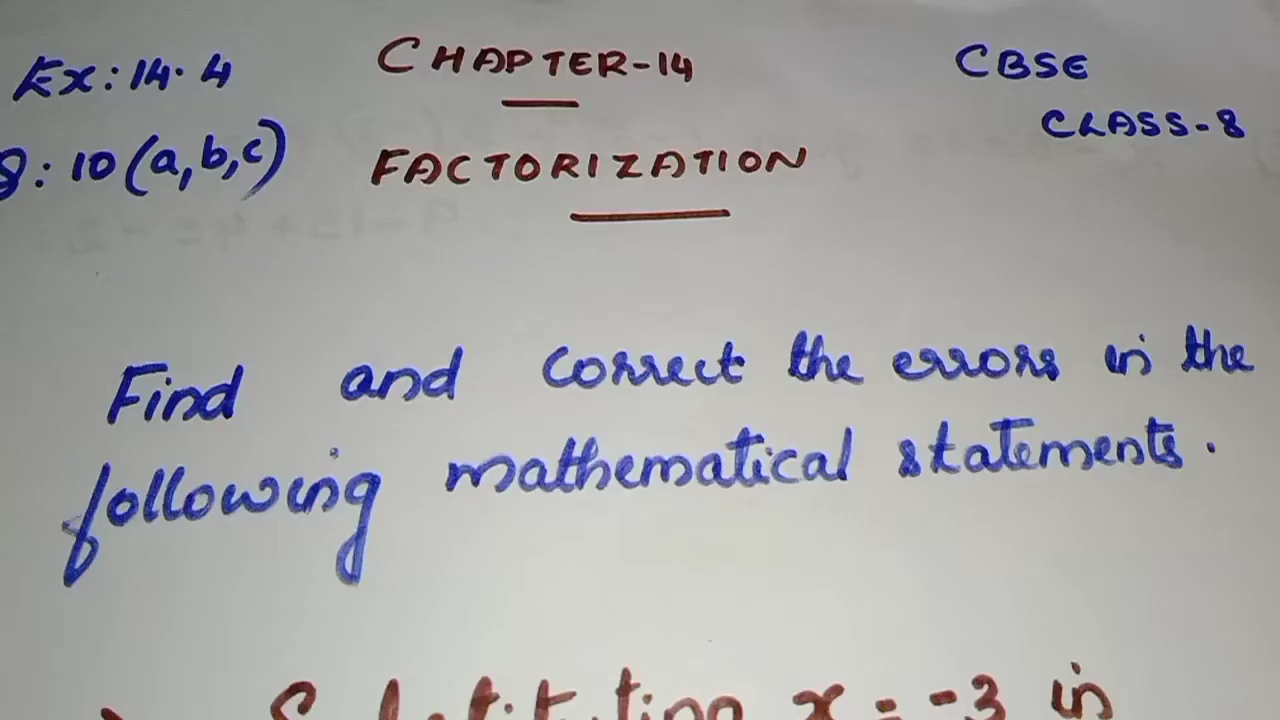 Ex: 14.4
CHAPTER-14
CBSE
CLASS-8
Q: 10(a,b,c)
FACTORIZATION
Find and correct the errors in the
following mathematical statements.
Substituting x = -3 in